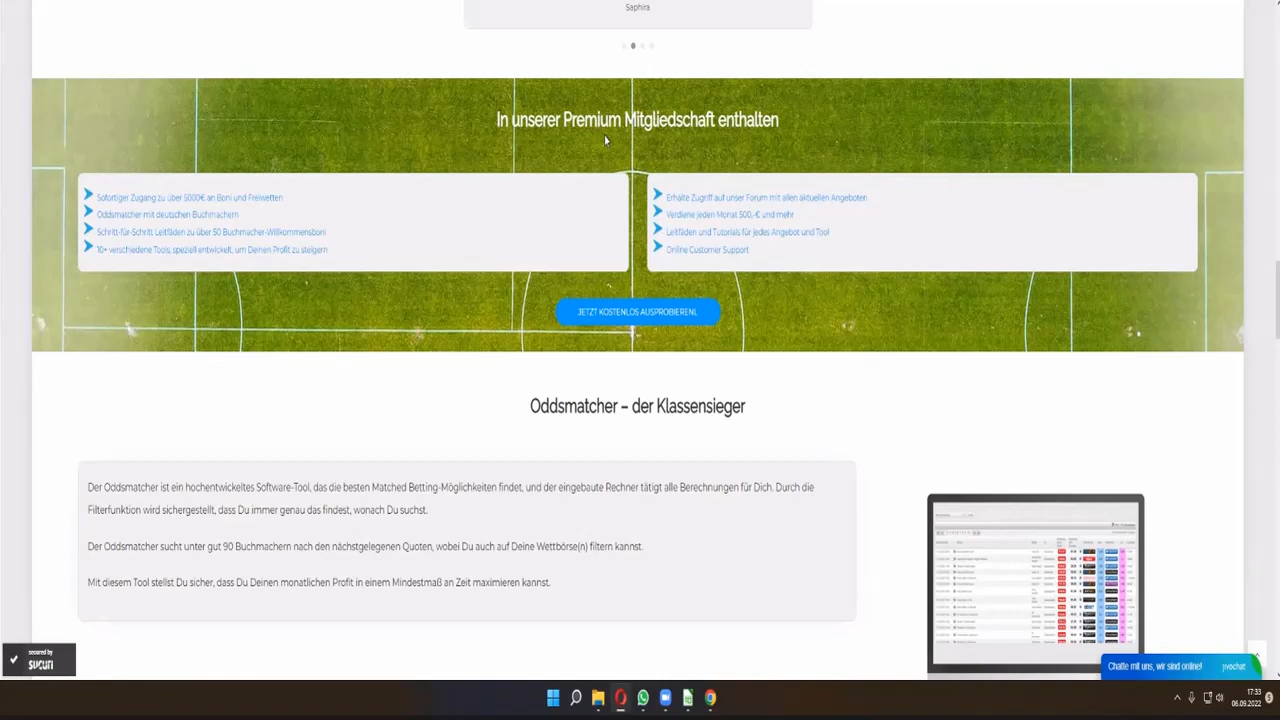 Saphira
In unserer Premium Mitgliedschaft enthalten
Sofortiger Zugang zu über 5000€ an Boni und Freiwetten
Oddsmatcher mit deutschen Buchmachern
Schritt-für-Schritt Leitfäden zu über 50 Buchmacher-Willkommensboni
10+ verschiedene Tools, speziell entwickelt, um Deinen Profit zu steigern
Erhalte Zugriff auf unser Forum mit allen aktuellen Angeboten
Verdiene jeden Monat 500,-€ und mehr
Leitfäden und Tutorials für jedes Angebot und Tool
Online Customer Support
JETZT KOSTENLOS AUSPROBIEREN!
Oddsmatcher – der Klassensieger
Der Oddsmatcher ist ein hochentwickeltes Software-Tool, das die besten Matched Betting-Möglichkeiten findet, und der eingebaute Rechner tätigt alle Berechnungen für Dich. Durch die
Filterfunktion wird sichergestellt, dass Du immer genau das findest, wonach Du suchst.
Der Oddsmatcher sucht unter gut 90 Buchmachern nach den nächstgelegenen Quoten, wobei Du auch auf Deine Wettbörse(n) filtern kannst.
Mit diesem Tool stellst Du sicher, dass Du Deinen monatlichen Profit mit einem Mindestmaß an Zeit maximieren kannst.
secured by
sucuri
Chatte mit uns, wir sind online!
jivochat
17:33
06.09.2022